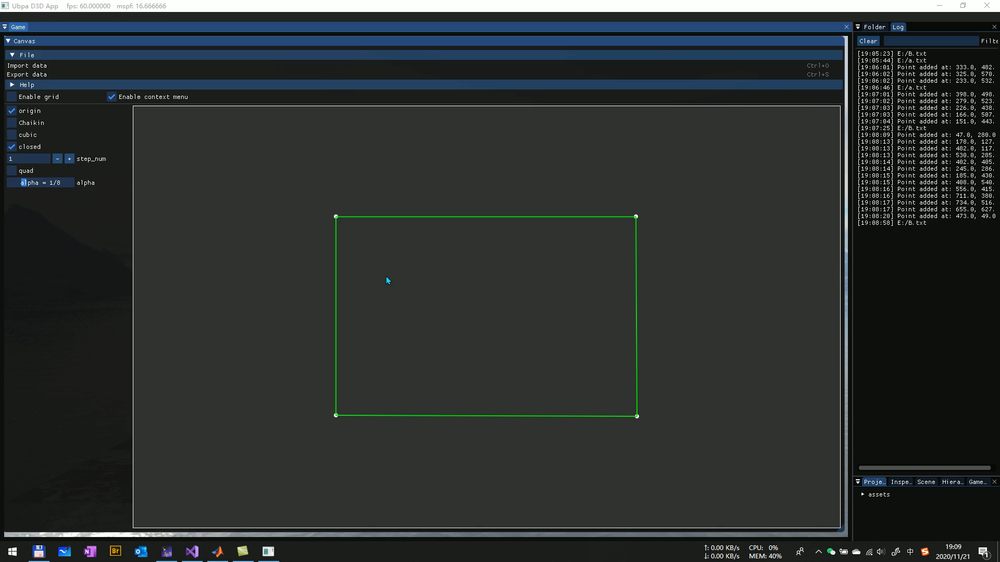 Ubpa D3D App fps: 60.000000 mspf: 16.666666
Game
Canvas
File
Import data Ctrl+O
Export data Ctrl+S
Help
Enable grid Enable context menu
origin
Chaikin
cubic
closed
1 - + step_num
quad
alpha = 1/8 alpha
Folder Log
Clear Filte
[19:05:23] E:/B.txt
[19:05:44] E:/a.txt
[19:06:01] Point added at: 333.0, 482.
[19:06:02] Point added at: 325.0, 570.
[19:06:02] Point added at: 233.0, 532.
[19:06:46] E:/a.txt
[19:07:01] Point added at: 398.0, 498.
[19:07:02] Point added at: 279.0, 523.
[19:07:03] Point added at: 226.0, 438.
[19:07:03] Point added at: 166.0, 507.
[19:07:04] Point added at: 151.0, 443.
[19:07:25] E:/B.txt
[19:08:09] Point added at: 47.0, 280.0
[19:08:13] Point added at: 178.0, 127.
[19:08:13] Point added at: 482.0, 117.
[19:08:13] Point added at: 530.0, 285.
[19:08:14] Point added at: 402.0, 405.
[19:08:14] Point added at: 245.0, 286.
[19:08:15] Point added at: 185.0, 430.
[19:08:15] Point added at: 408.0, 540.
[19:08:16] Point added at: 556.0, 415.
[19:08:16] Point added at: 711.0, 380.
[19:08:17] Point added at: 734.0, 516.
[19:08:17] Point added at: 655.0, 627.
[19:08:20] Point added at: 473.0, 49.0
[19:08:58] E:/B.txt
Proje… Inspe… Scene Hiera… Game…
assets
Br
↑: 0.00 KB/s CPU: 0%
↓: 0.00 KB/s MEM: 40%
中
19:09
2020/11/21
1